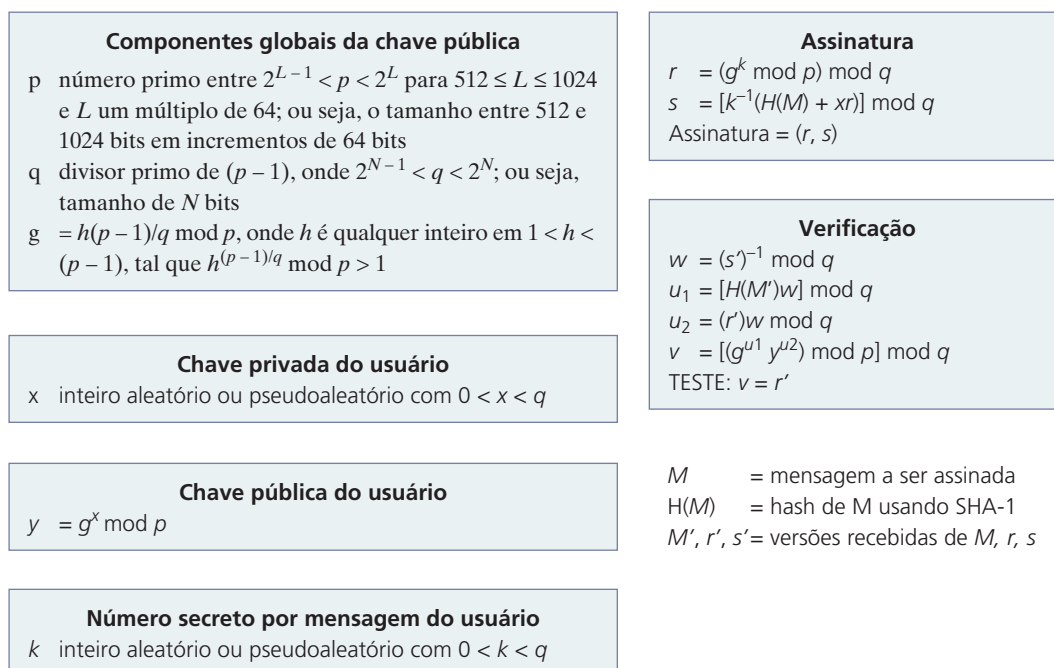 Componentes globais da chave pública
p número primo entre 2^{L – 1} < p < 2^L para 512 ≤ L ≤ 1024
e L um múltiplo de 64; ou seja, o tamanho entre 512 e
1024 bits em incrementos de 64 bits
q divisor primo de (p – 1), onde 2^{N – 1} < q < 2^N; ou seja,
tamanho de N bits
g = h(p – 1)/q mod p, onde h é qualquer inteiro em 1 < h <
(p – 1), tal que h^{(p – 1)/q} mod p > 1
Chave privada do usuário
x inteiro aleatório ou pseudoaleatório com 0 < x < q
Chave pública do usuário
y = g^x mod p
Número secreto por mensagem do usuário
k inteiro aleatório ou pseudoaleatório com 0 < k < q
Assinatura
r = (g^k mod p) mod q
s = [k^{–1}(H(M) + xr)] mod q
Assinatura = (r, s)
Verificação
w = (s′)^{–1} mod q
u_1 = [H(M′)w] mod q
u_2 = (r′)w mod q
v = [(g^{u1} y^{u2}) mod p] mod q
TESTE: v = r′
M = mensagem a ser assinada
H(M) = hash de M usando SHA-1
M′, r′, s′ = versões recebidas de M, r, s